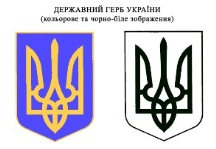 ДЕРЖАВНИЙ ГЕРБ УКРАЇНИ
(кольорове та чорно-біле зображення)